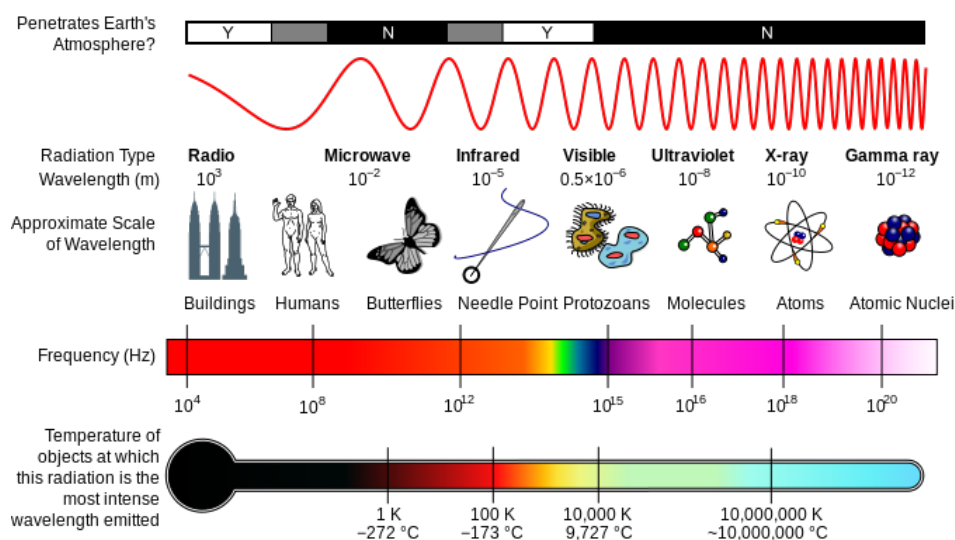 Penetrates Earth's
Atmosphere?
Y N Y N
Radiation Type
Radio Microwave Infrared Visible Ultraviolet X-ray Gamma ray
Wavelength (m)
10³ 10⁻² 10⁻⁵ 0.5×10⁻⁶ 10⁻⁸ 10⁻¹⁰ 10⁻¹²
Approximate Scale
of Wavelength
Buildings Humans Butterflies Needle Point Protozoans Molecules Atoms Atomic Nuclei
Frequency (Hz)
10⁴ 10⁸ 10¹² 10¹⁵ 10¹⁶ 10¹⁸ 10²⁰
Temperature of
objects at which
this radiation is the
most intense
wavelength emitted
1 K 100 K 10,000 K 10,000,000 K
−272 °C −173 °C 9,727 °C ~10,000,000 °C